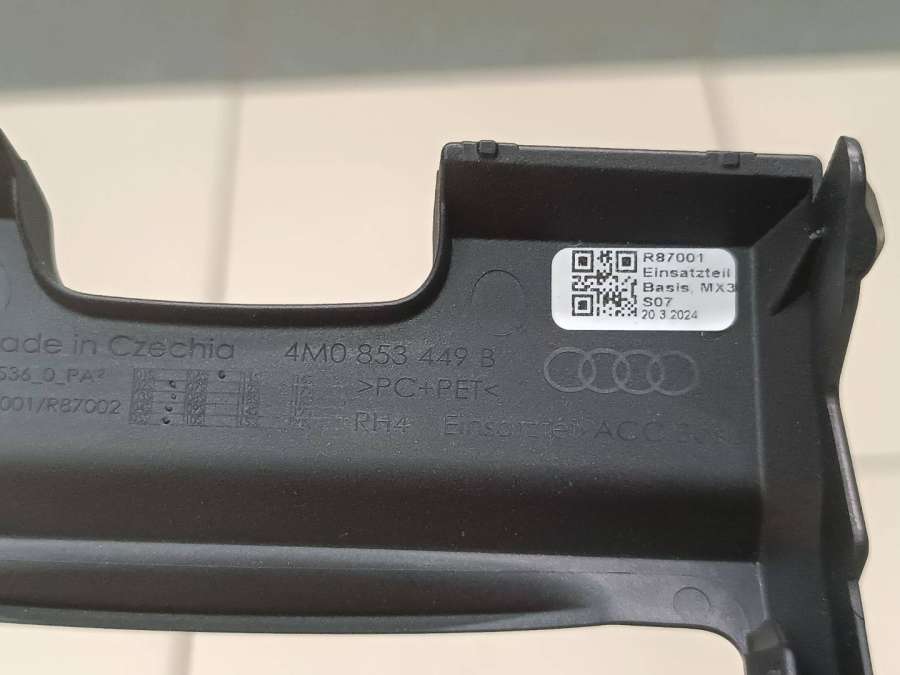 R87001
Einsatzteil
Basis, MX3
S07
20.3.2024
ade in Czechia
4M0 853 449 B
536_0_PA²
>PC+PET<
001/R87002
RH4 Einsatzteil ACC